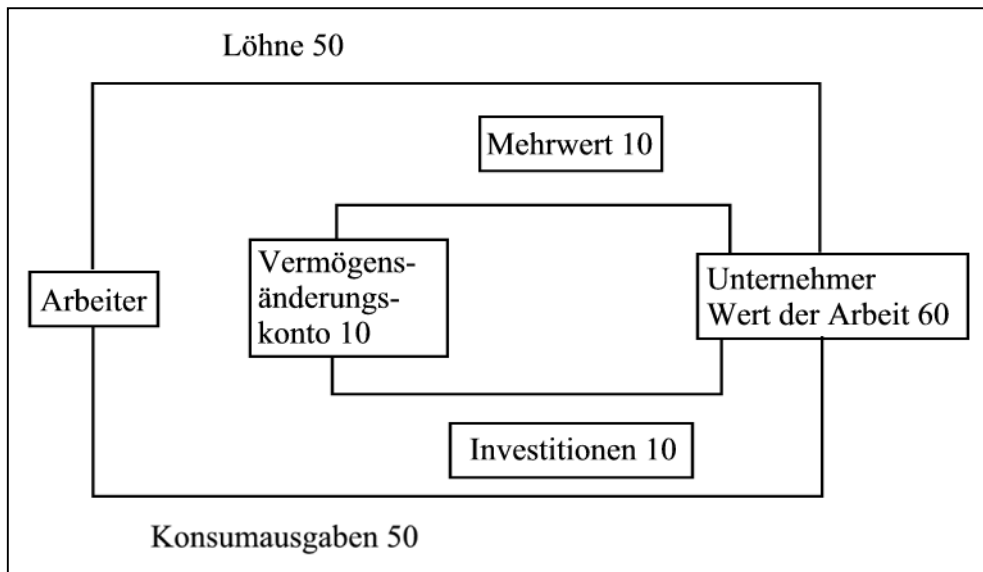 Löhne 50
Mehrwert 10
Vermögens-
änderungs-
konto 10
Arbeiter
Unternehmer
Wert der Arbeit 60
Investitionen 10
Konsumausgaben 50